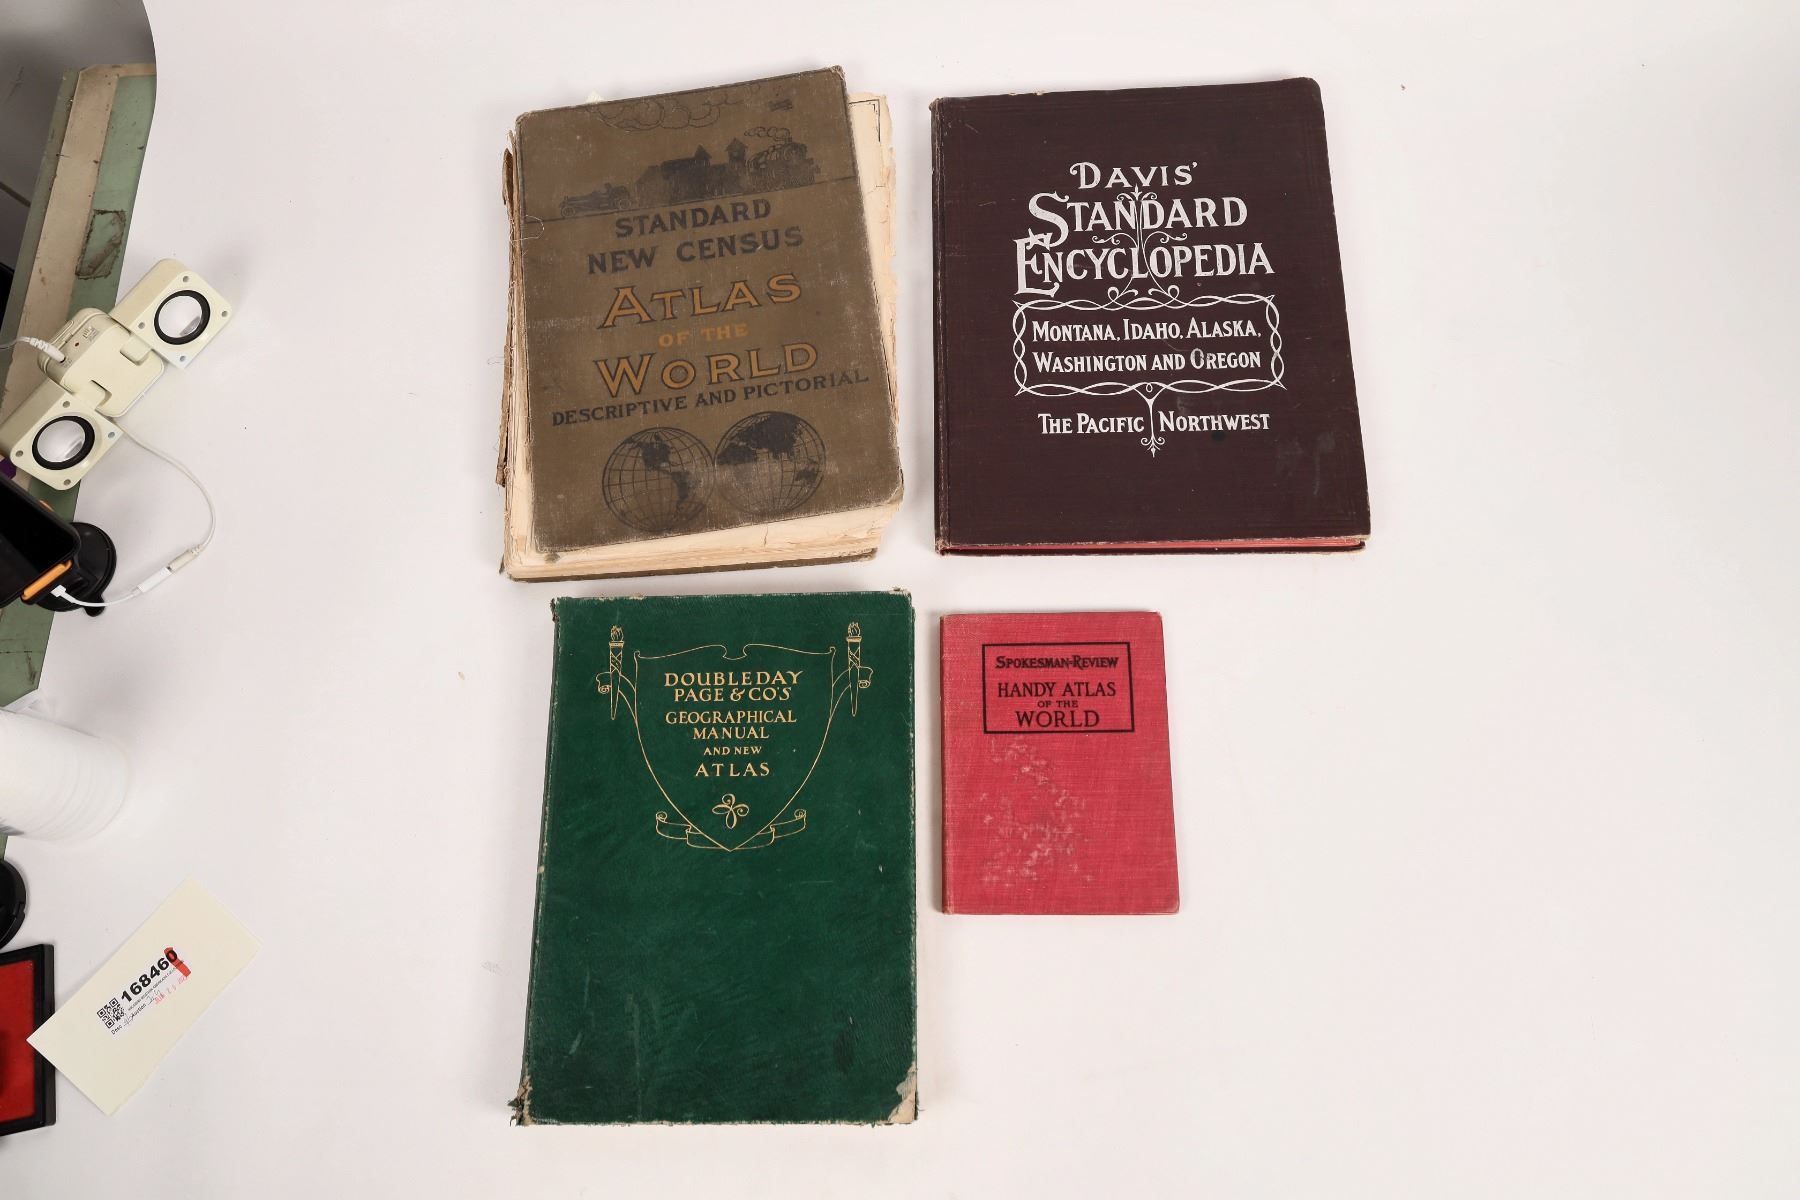 STANDARD
NEW CENSUS
ATLAS
OF THE
WORLD
DESCRIPTIVE AND PICTORIAL
DAVIS'
STANDARD
ENCYCLOPEDIA
MONTANA, IDAHO, ALASKA,
WASHINGTON AND OREGON
THE PACIFIC NORTHWEST
DOUBLEDAY
PAGE & CO'S
GEOGRAPHICAL
MANUAL
AND NEW
ATLAS
SPOKESMAN-REVIEW
HANDY ATLAS
OF THE
WORLD
168460